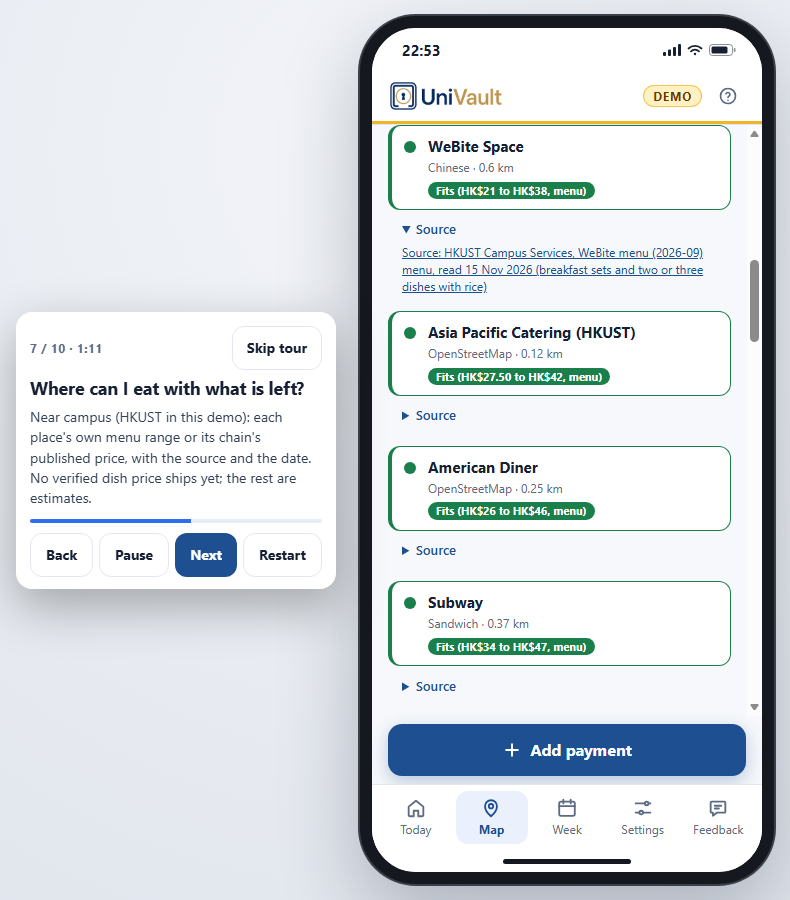 7 / 10 · 1:11
Skip tour
Where can I eat with what is left?
Near campus (HKUST in this demo): each
place's own menu range or its chain's
published price, with the source and the date.
No verified dish price ships yet; the rest are
estimates.
Back
Pause
Next
Restart
22:53
UniVault
DEMO
?
WeBite Space
Chinese · 0.6 km
Fits (HK$21 to HK$38, menu)
▼ Source
Source: HKUST Campus Services, WeBite menu (2026-09)
menu, read 15 Nov 2026 (breakfast sets and two or three
dishes with rice)
Asia Pacific Catering (HKUST)
OpenStreetMap · 0.12 km
Fits (HK$27.50 to HK$42, menu)
▶ Source
American Diner
OpenStreetMap · 0.25 km
Fits (HK$26 to HK$46, menu)
▶ Source
Subway
Sandwich · 0.37 km
Fits (HK$34 to HK$47, menu)
▶ Source
+ Add payment
Today
Map
Week
Settings
Feedback